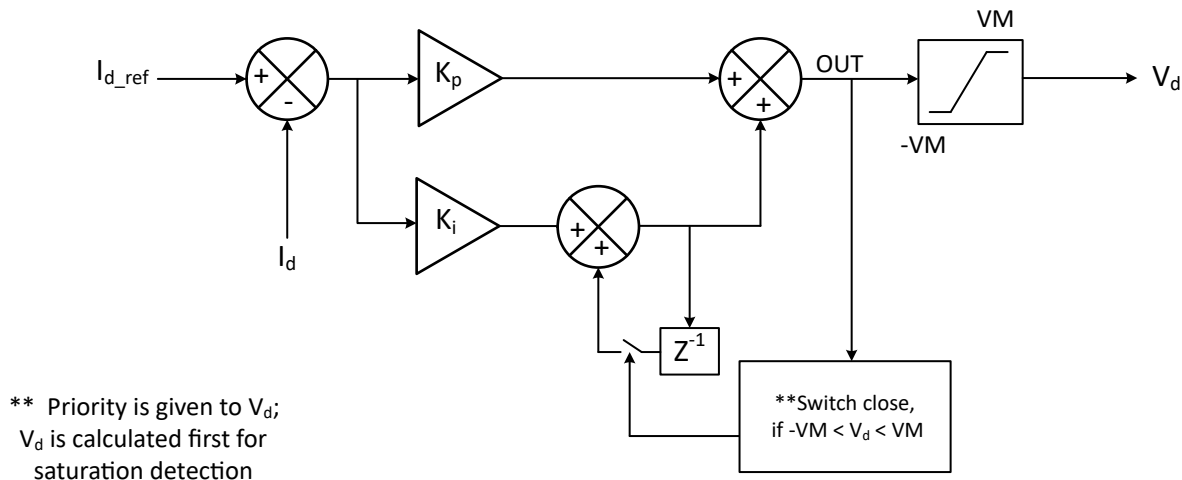 VM
I_d_ref
+
-
K_p
+
+
OUT
V_d
-VM
K_i
+
+
I_d
Z^-1
** Priority is given to V_d;
V_d is calculated first for
saturation detection
**Switch close,
if -VM < V_d < VM